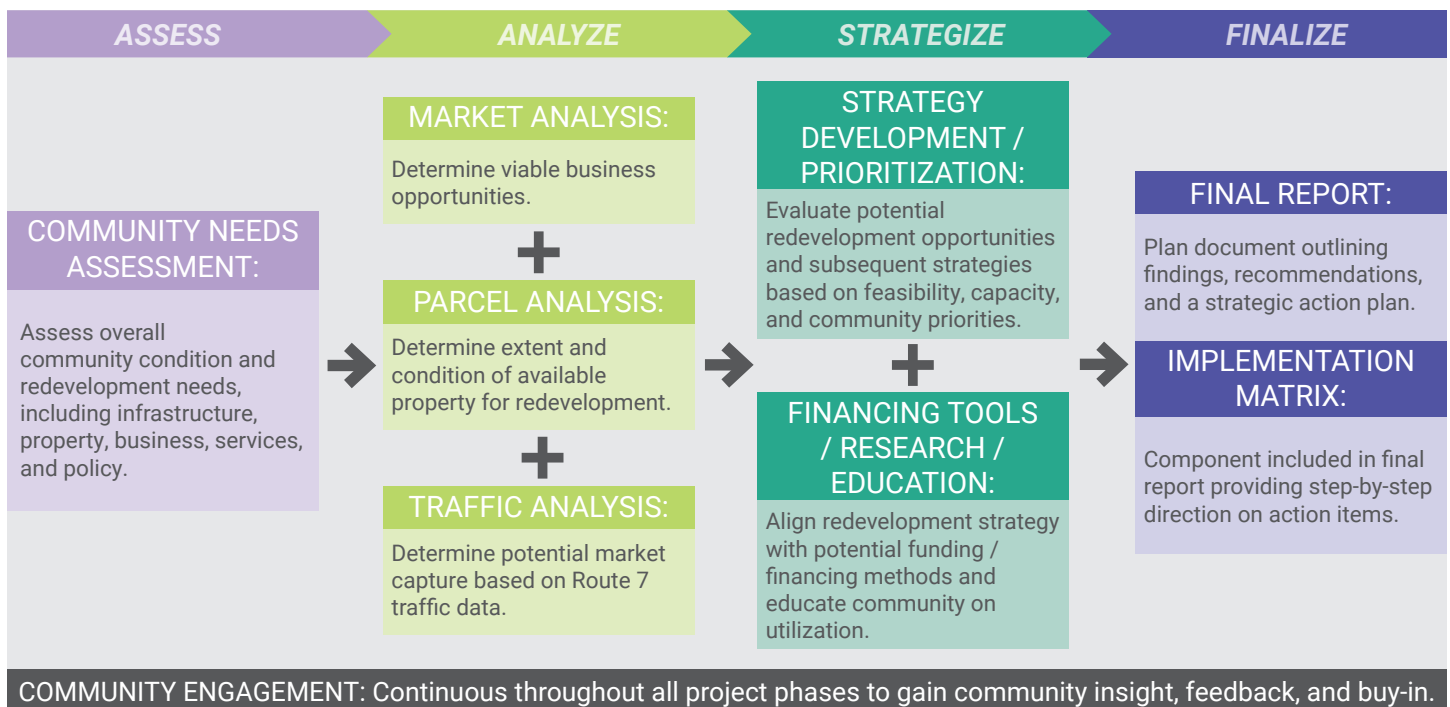 ASSESS
ANALYZE
STRATEGIZE
FINALIZE
COMMUNITY NEEDS
ASSESSMENT:
Assess overall
community condition and
redevelopment needs,
including infrastructure,
property, business, services,
and policy.
MARKET ANALYSIS:
Determine viable business
opportunities.
+
PARCEL ANALYSIS:
Determine extent and
condition of available
property for redevelopment.
+
TRAFFIC ANALYSIS:
Determine potential market
capture based on Route 7
traffic data.
STRATEGY
DEVELOPMENT /
PRIORITIZATION:
Evaluate potential
redevelopment opportunities
and subsequent strategies
based on feasibility, capacity,
and community priorities.
+
FINANCING TOOLS
/ RESEARCH /
EDUCATION:
Align redevelopment strategy
with potential funding /
financing methods and
educate community on
utilization.
FINAL REPORT:
Plan document outlining
findings, recommendations,
and a strategic action plan.
IMPLEMENTATION
MATRIX:
Component included in final
report providing step-by-step
direction on action items.
COMMUNITY ENGAGEMENT: Continuous throughout all project phases to gain community insight, feedback, and buy-in.